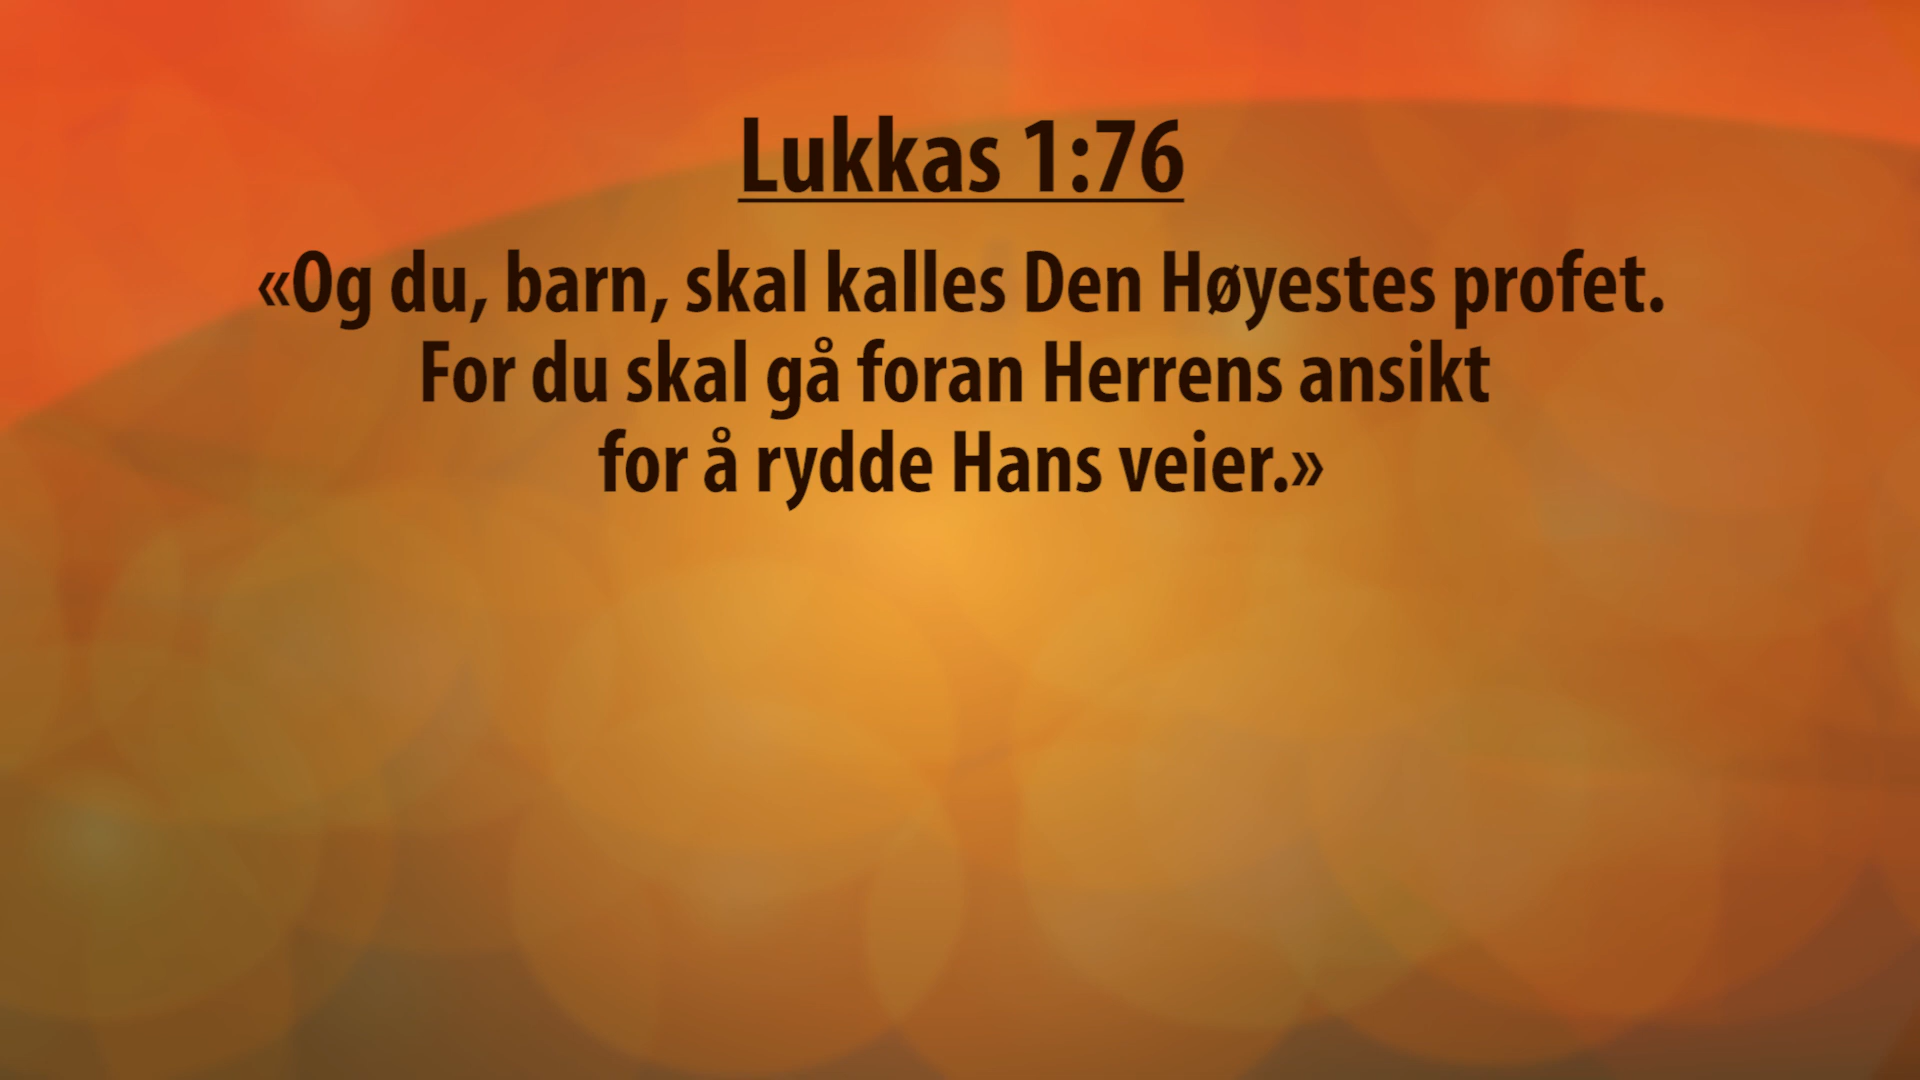 Lukkas 1:76
«Og du, barn, skal kalles Den Høyestes profet.
For du skal gå foran Herrens ansikt
for å rydde Hans veier.»